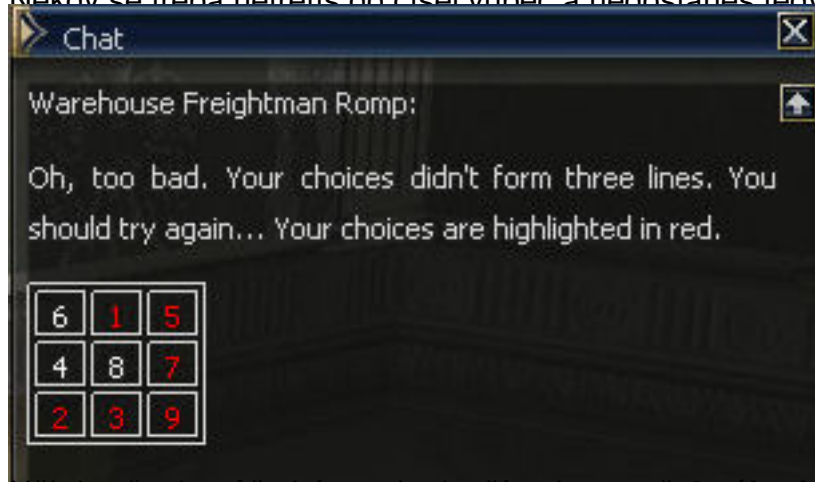 Chat
Warehouse Freightman Romp:
Oh, too bad. Your choices didn't form three lines. You
should try again... Your choices are highlighted in red.
6 1 5
4 8 7
2 3 9